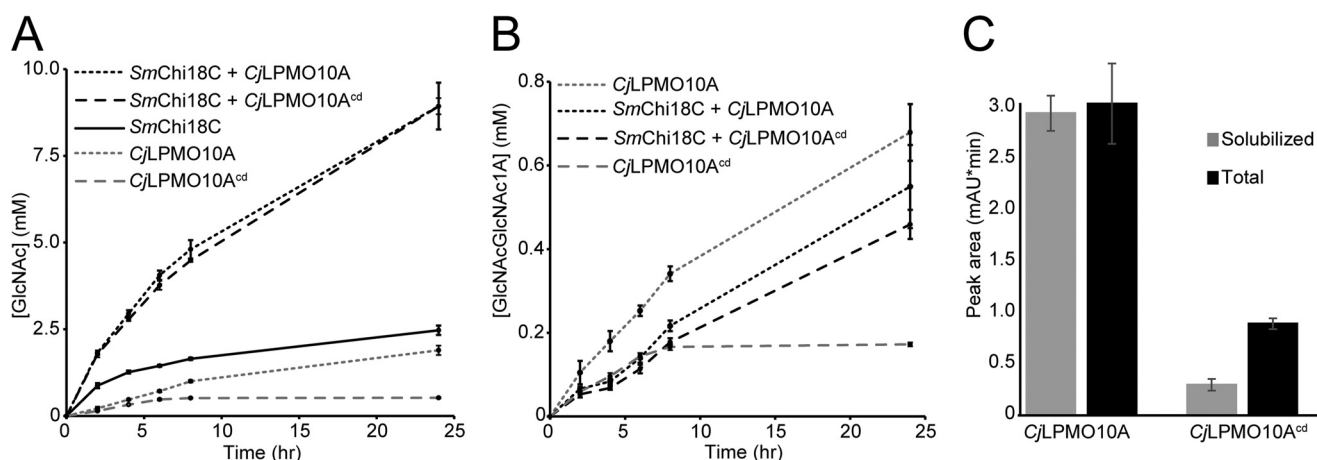 A
SmChi18C + CjLPMO10A
SmChi18C + CjLPMO10Aᶜᵈ
SmChi18C
CjLPMO10A
CjLPMO10Aᶜᵈ
[GlcNAc] (mM)
10.0
7.5
5.0
2.5
0
0 5 10 15 20 25
Time (hr)
B
CjLPMO10A
SmChi18C + CjLPMO10A
SmChi18C + CjLPMO10Aᶜᵈ
CjLPMO10Aᶜᵈ
[GlcNAcGlcNAc1A] (mM)
0.8
0.6
0.4
0.2
0
0 5 10 15 20 25
Time (hr)
C
Solubilized
Total
Peak area (mAU*min)
3.0
2.5
2.0
1.5
1.0
0.5
0
CjLPMO10A CjLPMO10Aᶜᵈ